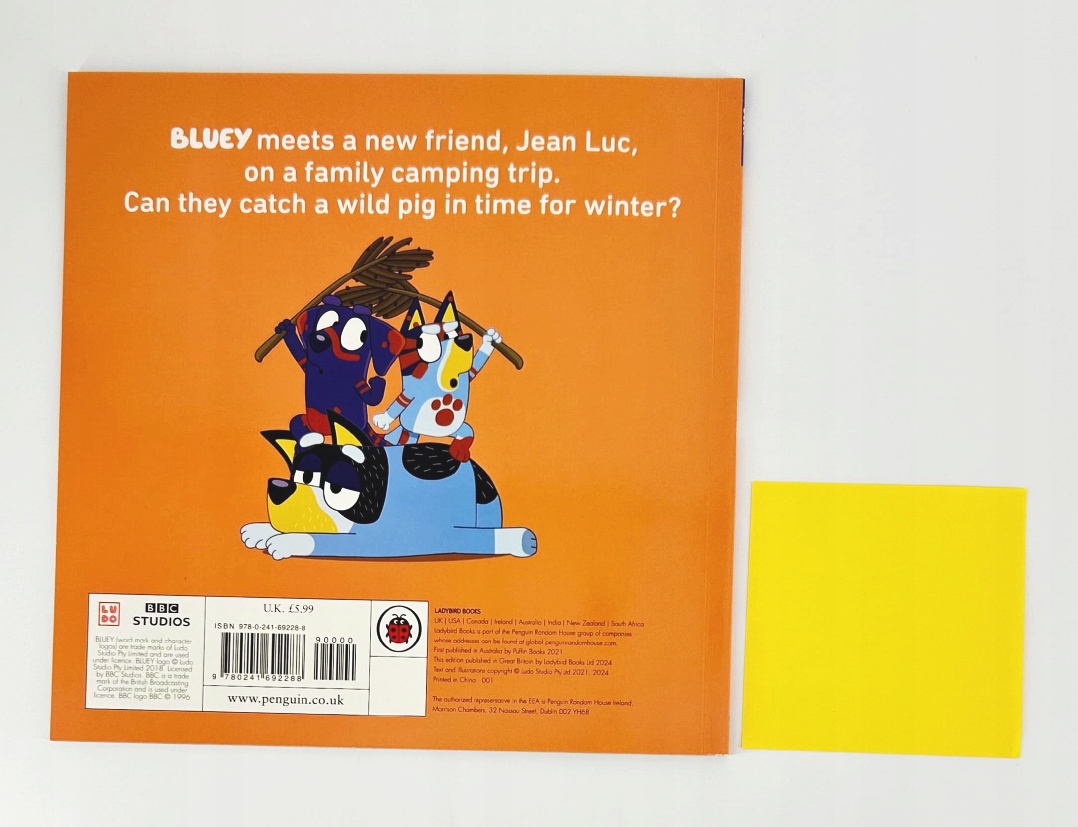 BLUEY meets a new friend, Jean Luc,
on a family camping trip.
Can they catch a wild pig in time for winter?
LU
DO
BBC
STUDIOS
BLUEY (word mark and character
logos) are trade marks of Ludo
Studio Pty Limited and are used
under licence. BLUEY logo © Ludo
Studio Pty Limited 2018. Licensed
by BBC Studios. BBC is a trade
mark of the British Broadcasting
Corporation and is used under
licence. BBC logo BBC © 1996
U.K. £5.99
ISBN 978-0-241-69228-8
90000
9 780241 692288
www.penguin.co.uk
LADYBIRD BOOKS
UK | USA | Canada | Ireland | Australia | India | New Zealand | South Africa
Ladybird Books is part of the Penguin Random House group of companies
whose addresses can be found at global.penguinrandomhouse.com.
First published in Australia by Puffin Books 2021
This edition published in Great Britain by Ladybird Books Ltd 2024
Text and illustrations copyright © Ludo Studio Pty Ltd 2021, 2024
Printed in China 001
The authorized representative in the EEA is Penguin Random House Ireland,
Morrison Chambers, 32 Nassau Street, Dublin D02 YH68